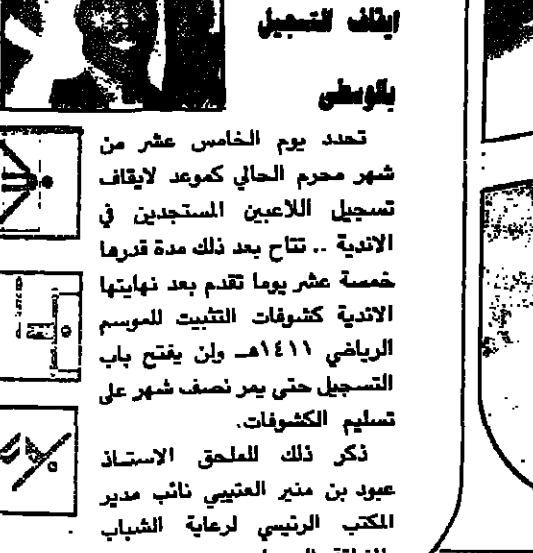 ايقاف التسجيل
بالوسطى
تحدد يوم الخامس عشر من
شهر محرم الحالي كموعد لايقاف
تسجيل اللاعبين المستجدين في
الاندية .. تتاح بعد ذلك مدة قدرها
خمسة عشر يوما تقدم بعد نهايتها
الاندية كشوفات التثبيت للموسم
الرياضي ١٤١١هـ ولن يفتح باب
التسجيل حتى يمر نصف شهر على
تسليم الكشوفات.
ذكر ذلك للملحق الاستاذ
عبود بن منير العتيبي نائب مدير
المكتب الرئيسي لرعاية الشباب